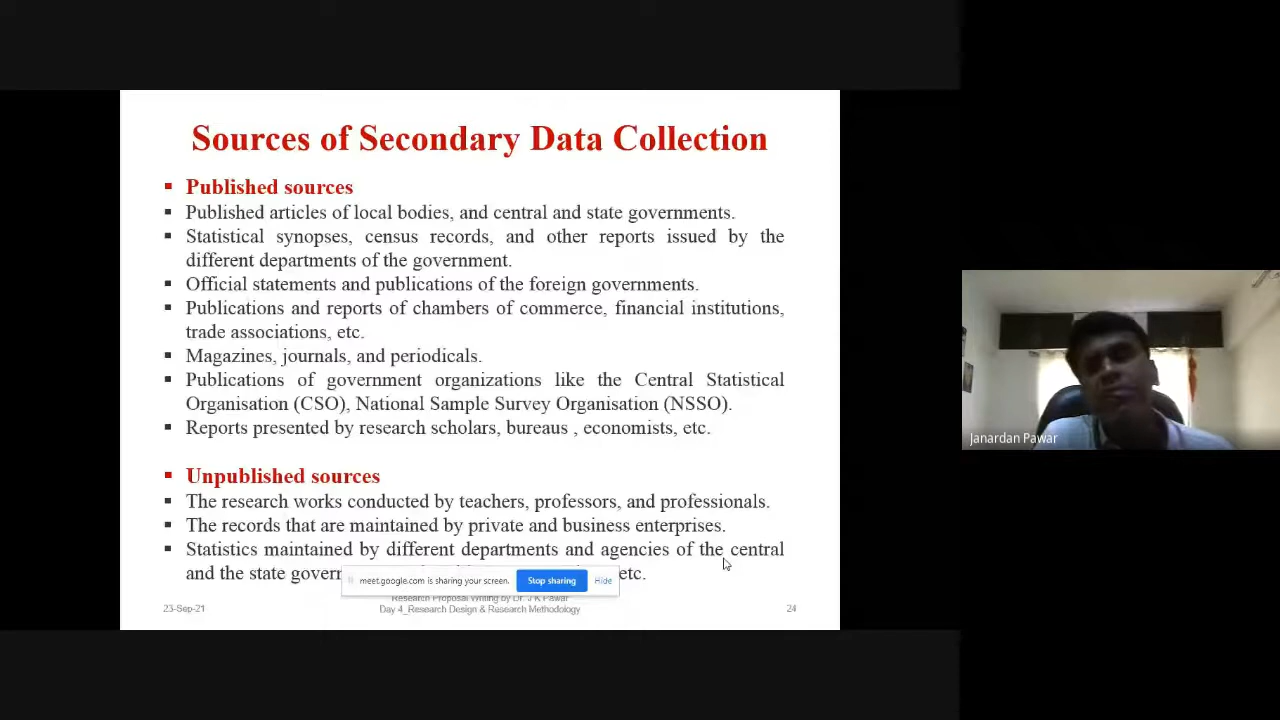 Sources of Secondary Data Collection
▪ Published sources
▪ Published articles of local bodies, and central and state governments.
▪ Statistical synopses, census records, and other reports issued by the
different departments of the government.
▪ Official statements and publications of the foreign governments.
▪ Publications and reports of chambers of commerce, financial institutions,
trade associations, etc.
▪ Magazines, journals, and periodicals.
▪ Publications of government organizations like the Central Statistical
Organisation (CSO), National Sample Survey Organisation (NSSO).
▪ Reports presented by research scholars, bureaus , economists, etc.
▪ Unpublished sources
▪ The research works conducted by teachers, professors, and professionals.
▪ The records that are maintained by private and business enterprises.
▪ Statistics maintained by different departments and agencies of the central
and the state etc.
meet.google.com is sharing your screen. Stop sharing Hide
Research Proposal Writing by Dr. J K Pawar
23-Sep-21 Day 4_Research Design & Research Methodology 24
Janardan Pawar